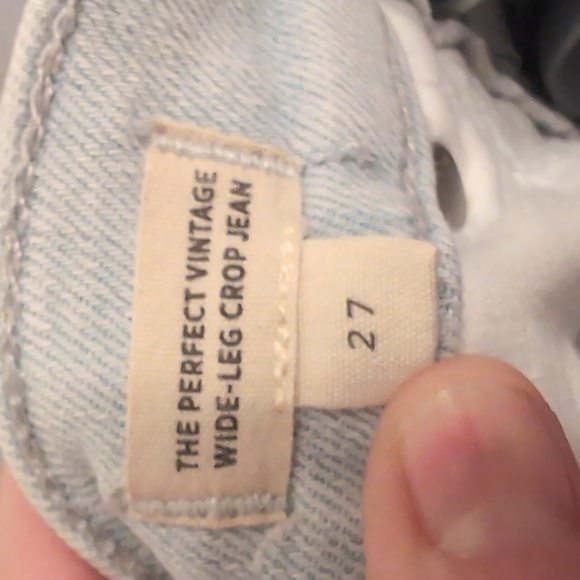 THE PERFECT VINTAGE
WIDE-LEG CROP JEAN
27